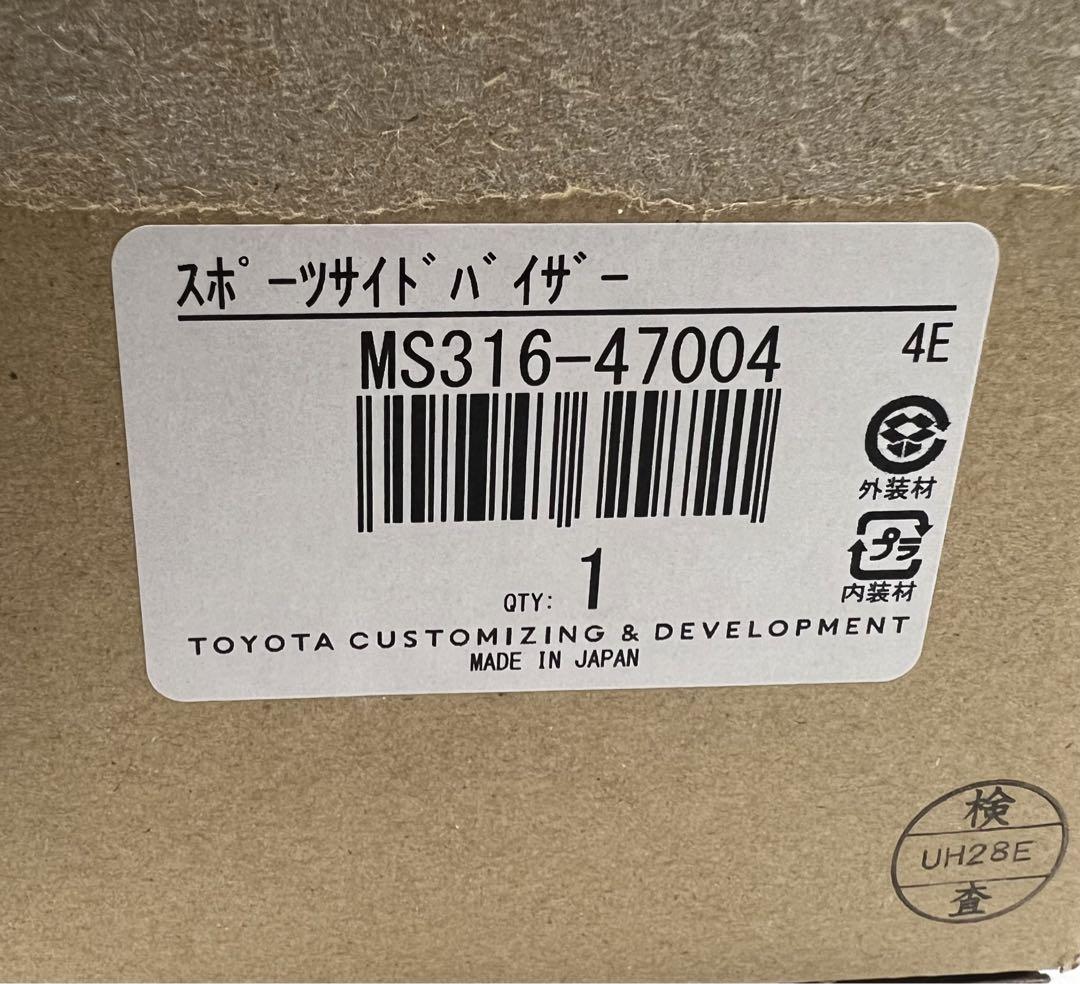 ｽﾎﾟｰﾂｻｲﾄﾞﾊﾞｲｻﾞｰ
MS316-47004
4E
外装材
プラ
内装材
QTY: 1
TOYOTA CUSTOMIZING & DEVELOPMENT
MADE IN JAPAN
検
UH28E
査